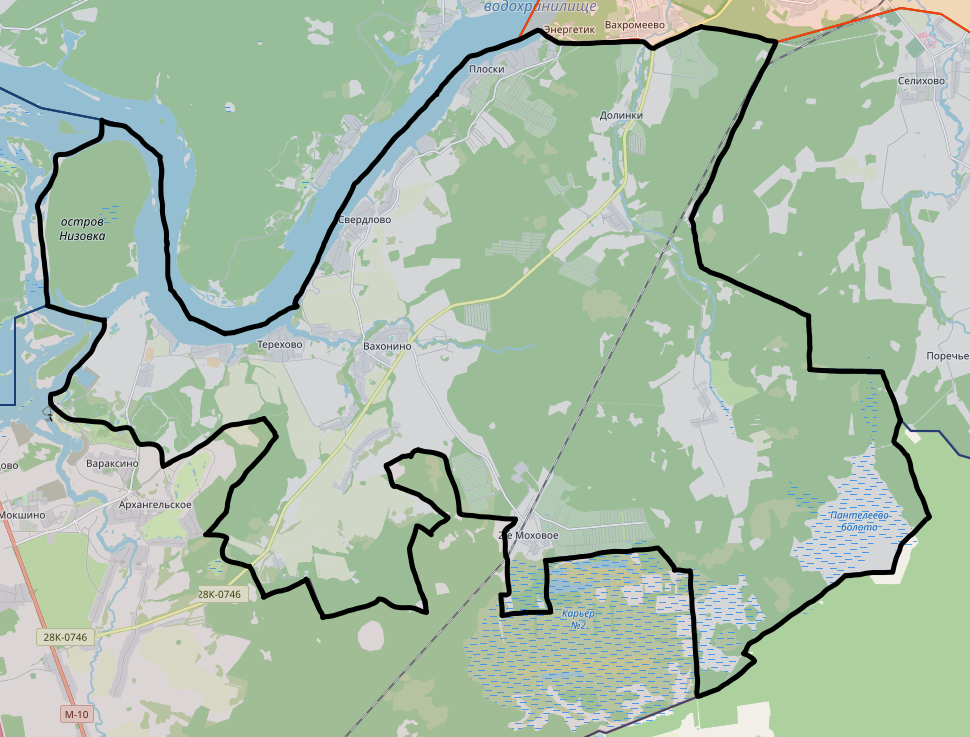 водохранилище
Энергетик
Вахромеево
Плоски
Селихово
Долинки
остров
Низовка
Свердлово
Терехово
Вахонино
Поречье
Вараксино
ово
Архангельское
Мокшино
Пантелеево
болото
2-е Моховое
28К-0746
Карьер
№2
28К-0746
М-10